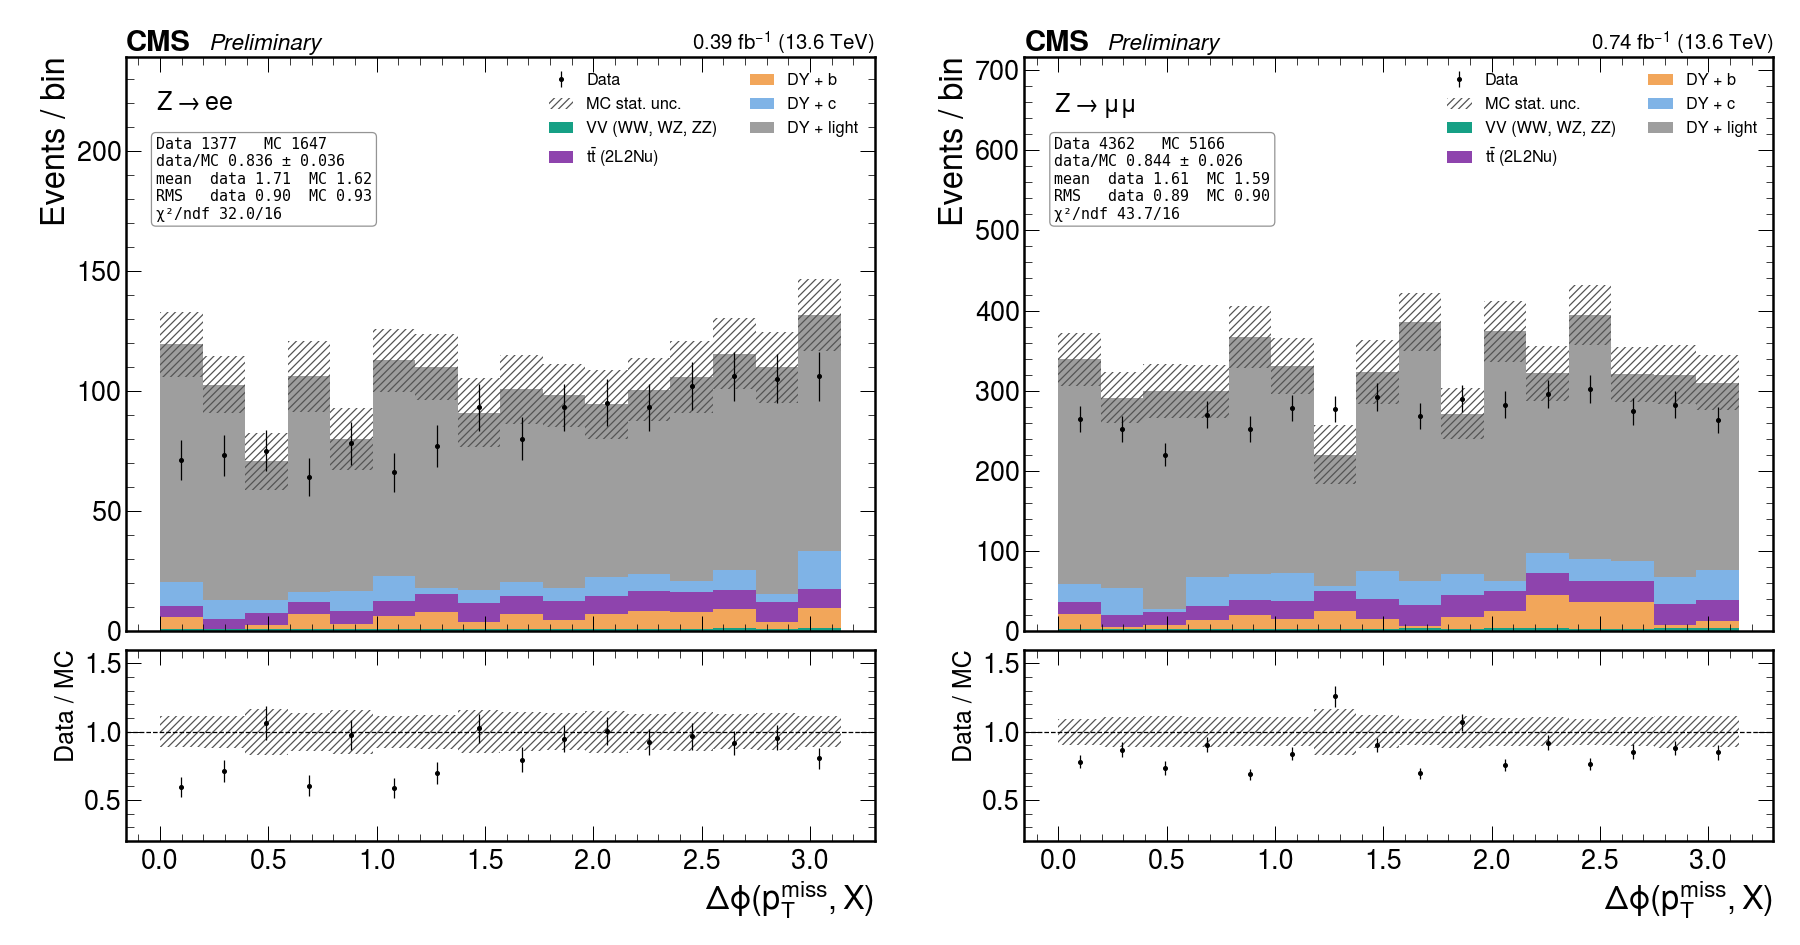 CMS Preliminary 0.39 fb⁻¹ (13.6 TeV)
Events / bin
Z → ee
Data
MC stat. unc.
VV (WW, WZ, ZZ)
tt̄ (2L2Nu)
DY + b
DY + c
DY + light
Data 1377 MC 1647
data/MC 0.836 ± 0.036
mean data 1.71 MC 1.62
RMS data 0.90 MC 0.93
χ²/ndf 32.0/16
200
150
100
50
0
Data / MC
1.5
1.0
0.5
0.0 0.5 1.0 1.5 2.0 2.5 3.0
Δϕ(p_T^miss, X)
CMS Preliminary 0.74 fb⁻¹ (13.6 TeV)
Events / bin
Z → μμ
Data
MC stat. unc.
VV (WW, WZ, ZZ)
tt̄ (2L2Nu)
DY + b
DY + c
DY + light
Data 4362 MC 5166
data/MC 0.844 ± 0.026
mean data 1.61 MC 1.59
RMS data 0.89 MC 0.90
χ²/ndf 43.7/16
700
600
500
400
300
200
100
0
Data / MC
1.5
1.0
0.5
0.0 0.5 1.0 1.5 2.0 2.5 3.0
Δϕ(p_T^miss, X)